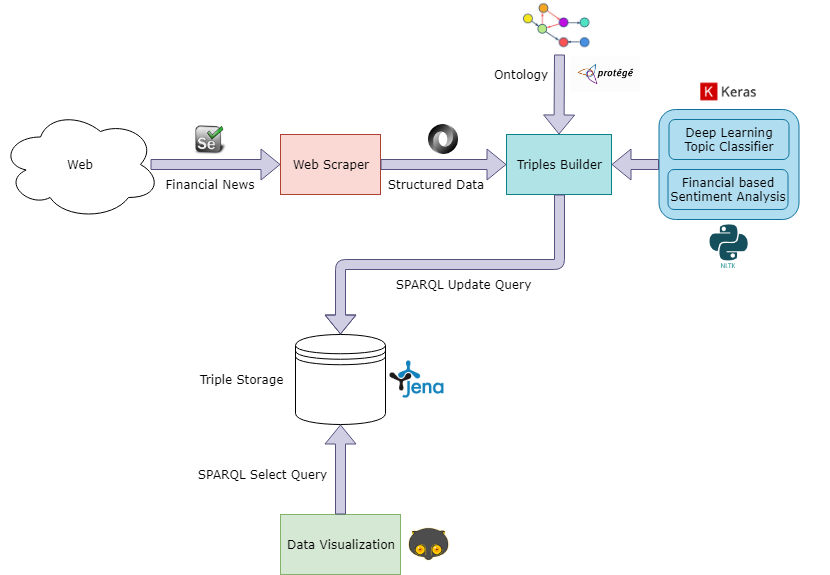 Ontology
protégé
K Keras
Web
Se
Financial News
Web Scraper
Structured Data
Triples Builder
Deep Learning
Topic Classifier
Financial based
Sentiment Analysis
NLTK
SPARQL Update Query
Triple Storage
Jena
SPARQL Select Query
Data Visualization